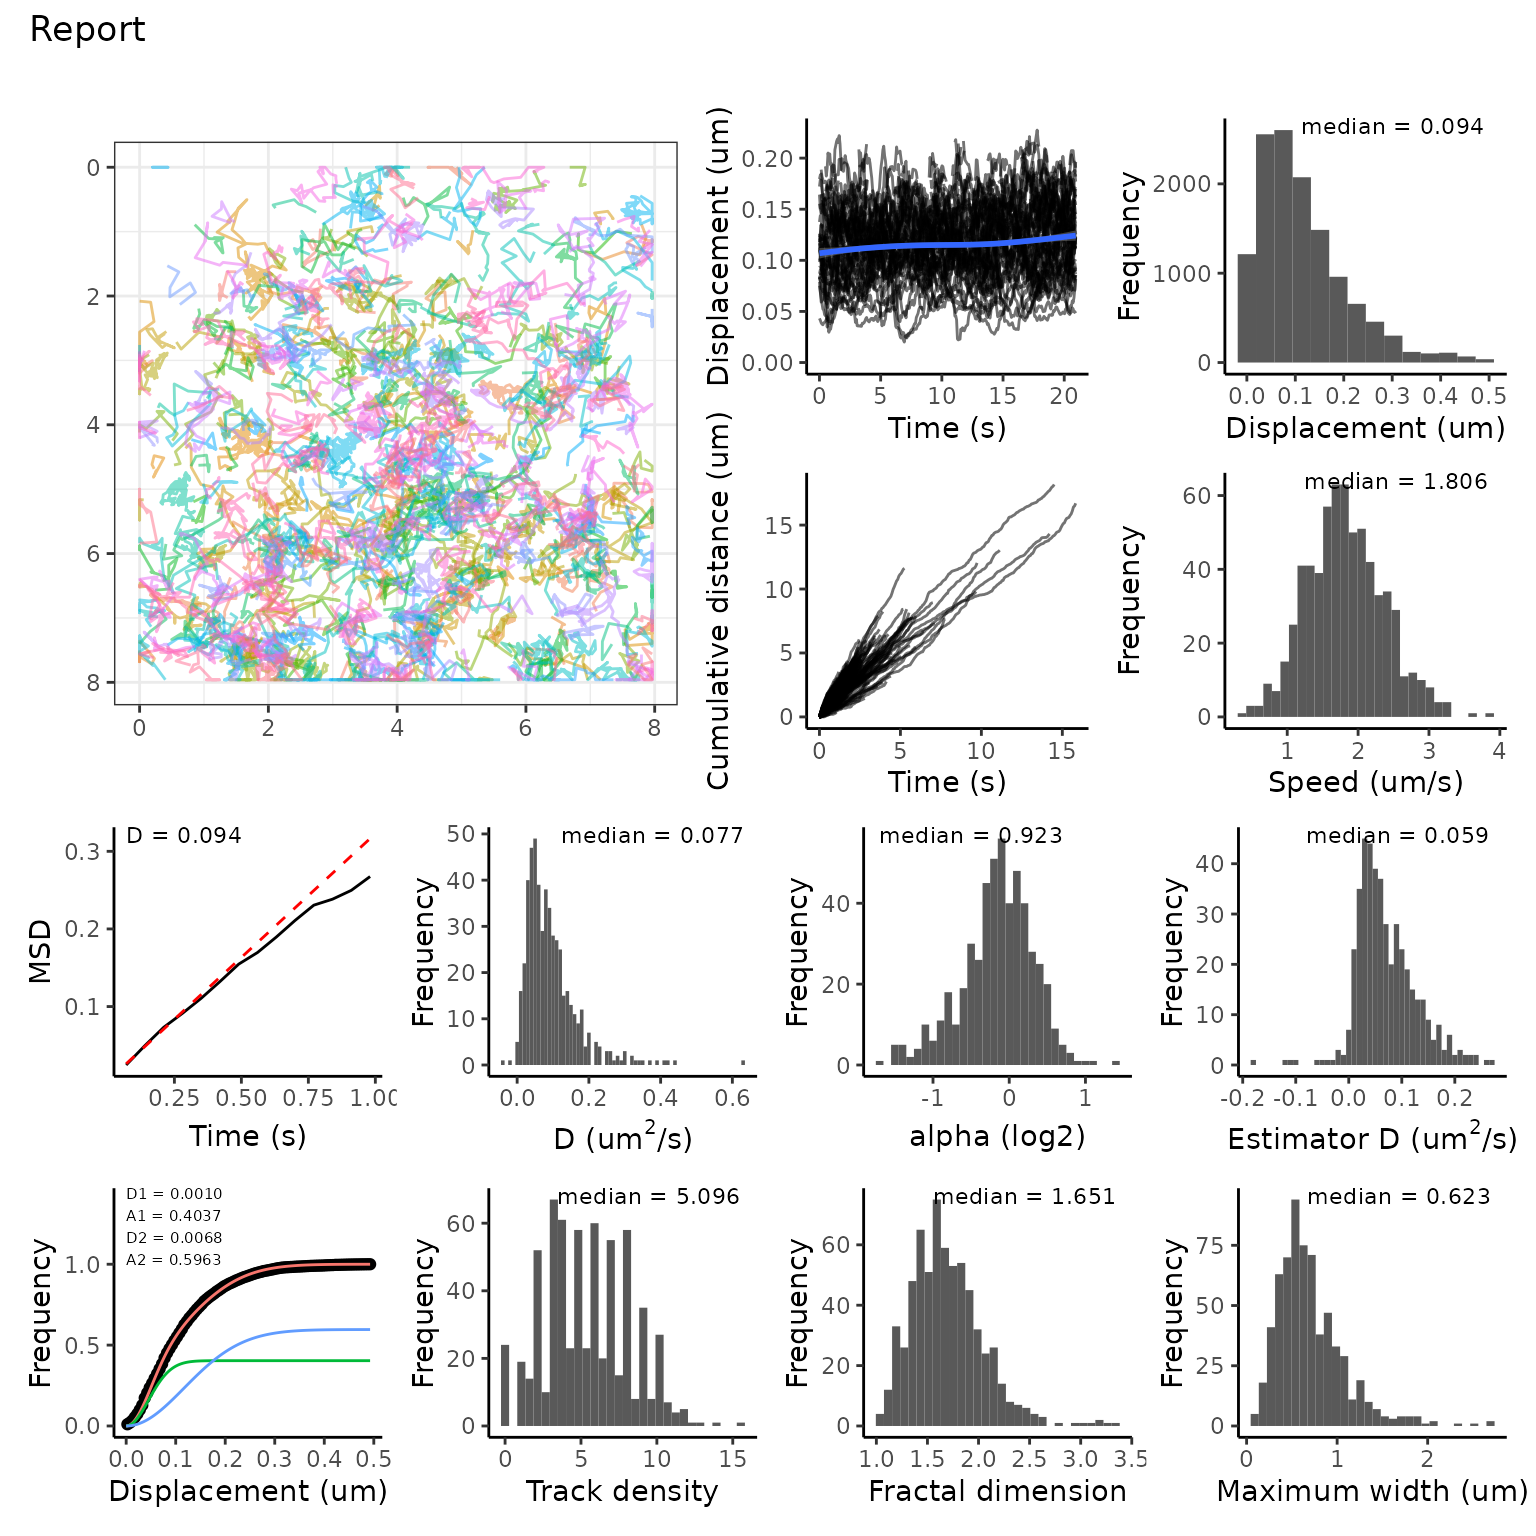 Report
0
2
4
6
8
0 2 4 6 8
Displacement (um)
0.20
0.15
0.10
0.05
0.00
0 5 10 15 20
Time (s)
median = 0.094
Frequency
2000
1000
0
0.0 0.1 0.2 0.3 0.4 0.5
Displacement (um)
Cumulative distance (um)
15
10
5
0
0 5 10 15
Time (s)
median = 1.806
Frequency
60
40
20
0
1 2 3 4
Speed (um/s)
D = 0.094
MSD
0.3
0.2
0.1
0.25 0.50 0.75 1.00
Time (s)
median = 0.077
Frequency
50
40
30
20
10
0
0.0 0.2 0.4 0.6
D (um2/s)
median = 0.923
Frequency
40
20
0
-1 0 1
alpha (log2)
median = 0.059
Frequency
40
30
20
10
0
-0.2 -0.1 0.0 0.1 0.2
Estimator D (um2/s)
D1 = 0.0010
A1 = 0.4037
D2 = 0.0068
A2 = 0.5963
Frequency
1.0
0.5
0.0
0.0 0.1 0.2 0.3 0.4 0.5
Displacement (um)
median = 5.096
Frequency
60
40
20
0
0 5 10 15
Track density
median = 1.651
Frequency
60
40
20
0
1.0 1.5 2.0 2.5 3.0 3.5
Fractal dimension
median = 0.623
Frequency
75
50
25
0
0 1 2
Maximum width (um)